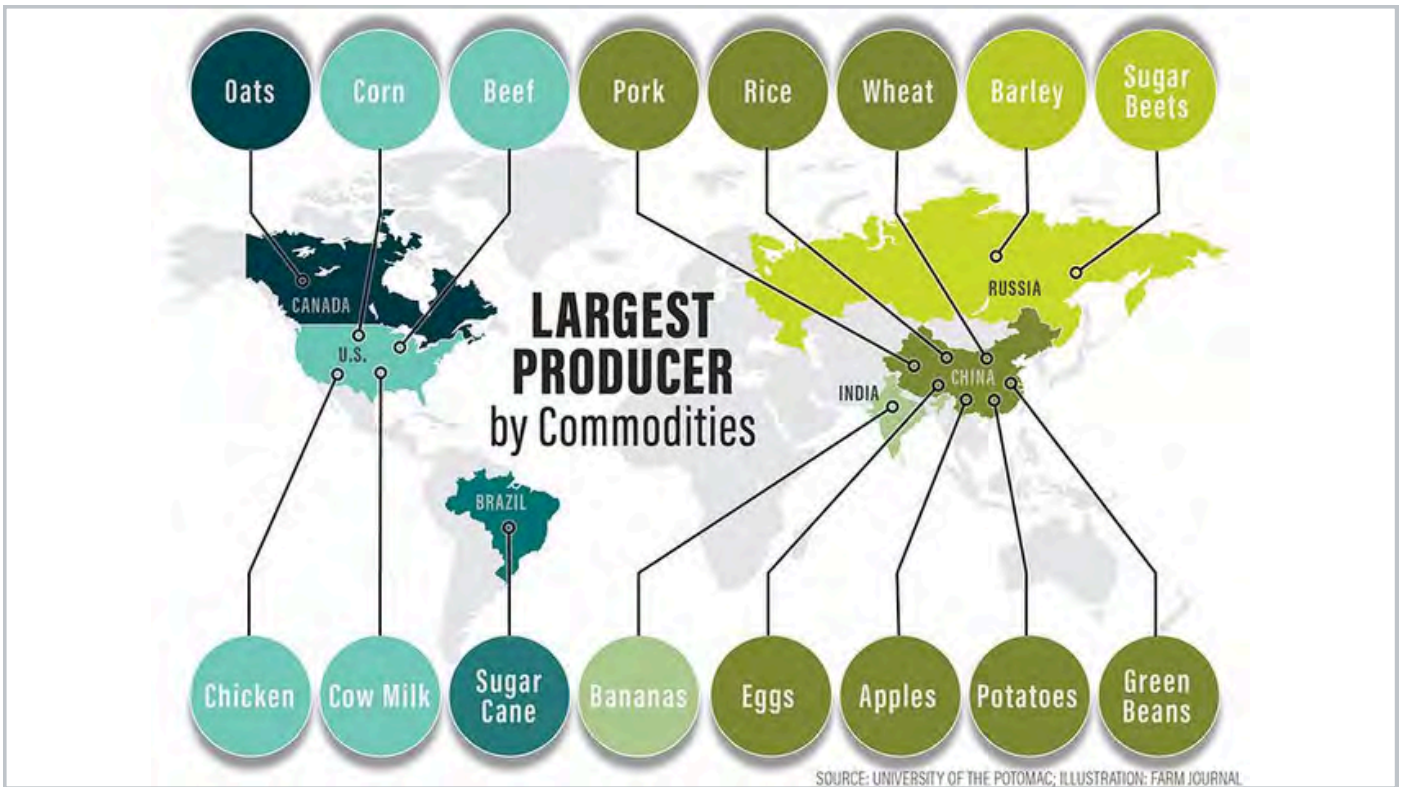 Oats
Corn
Beef
Pork
Rice
Wheat
Barley
Sugar
Beets
CANADA
U.S.
LARGEST
PRODUCER
by Commodities
RUSSIA
CHINA
INDIA
BRAZIL
Chicken
Cow Milk
Sugar
Cane
Bananas
Eggs
Apples
Potatoes
Green
Beans
SOURCE: UNIVERSITY OF THE POTOMAC; ILLUSTRATION: FARM JOURNAL